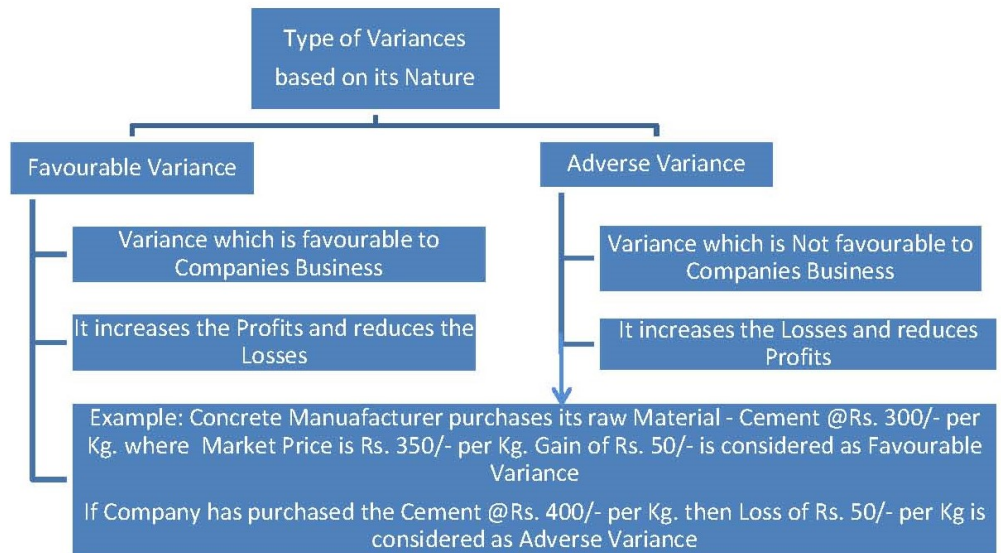 Type of Variances
based on its Nature
Favourable Variance
Adverse Variance
Variance which is favourable to
Companies Business
Variance which is Not favourable to
Companies Business
It increases the Profits and reduces the
Losses
It increases the Losses and reduces
Profits
Example: Concrete Manuafacturer purchases its raw Material - Cement @Rs. 300/- per
Kg. where Market Price is Rs. 350/- per Kg. Gain of Rs. 50/- is considered as Favourable
Variance
If Company has purchased the Cement @Rs. 400/- per Kg. then Loss of Rs. 50/- per Kg is
considered as Adverse Variance